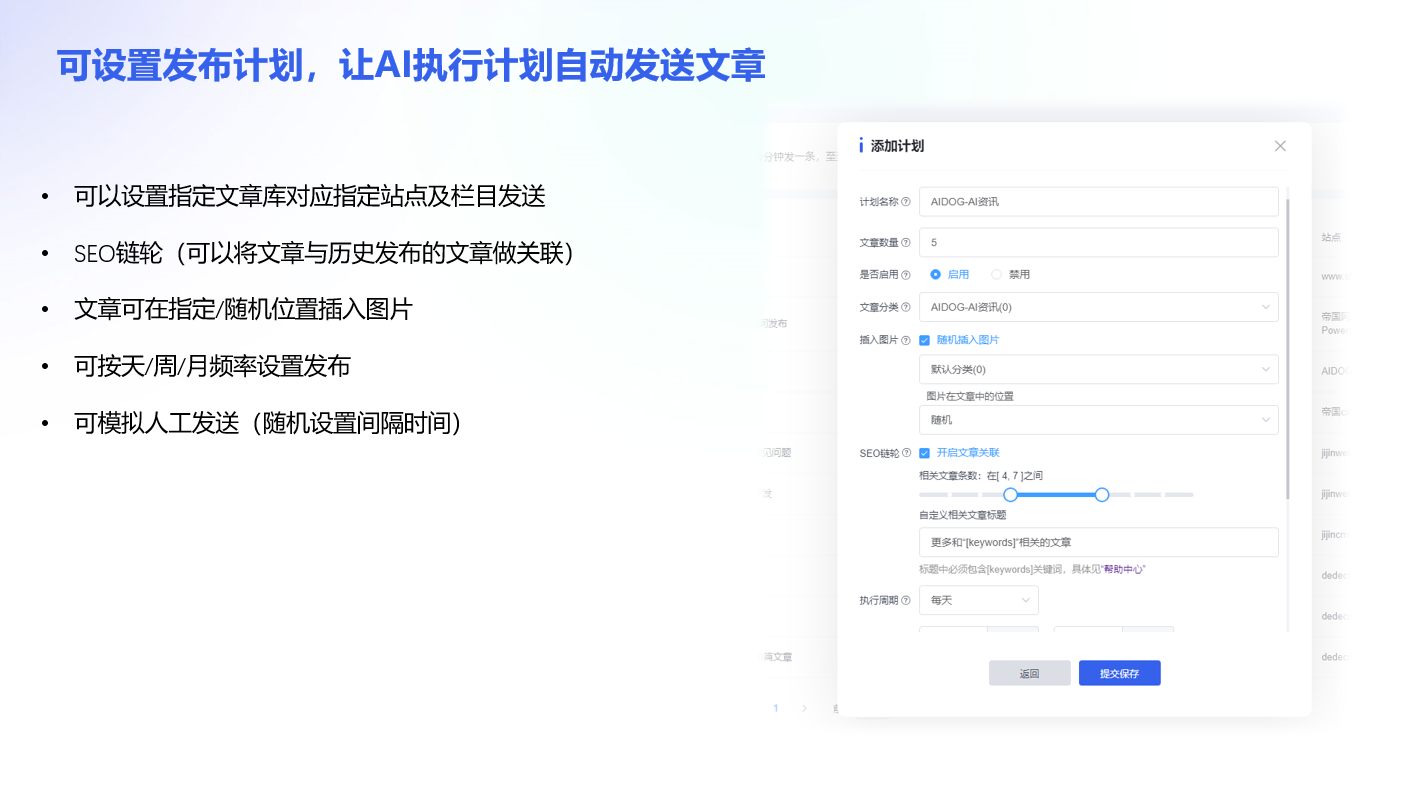 可设置发布计划，让AI执行计划自动发送文章
• 可以设置指定文章库对应指定站点及栏目发送
• SEO链轮（可以将文章与历史发布的文章做关联）
• 文章可在指定/随机位置插入图片
• 可按天/周/月频率设置发布
• 可模拟人工发送（随机设置间隔时间）
添加计划
计划名称 AIDOG-AI资讯
文章数量 5
是否启用 启用 禁用
文章分类 AIDOG-AI资讯(0)
插入图片 随机插入图片
默认分类(0)
图片在文章中的位置
随机
SEO链轮 开启文章关联
相关文章条数：在[ 4, 7 ]之间
自定义相关文章标题
更多和“[keywords]”相关的文章
标题中必须包含[keywords]关键词，具体见“帮助中心”
执行周期 每天
返回 提交保存
分钟发一条，至
发布
见问题
发
文章
1
站点
www.
帝国
Power
AIDO
帝国c
jijinwe
jijinwe
jijincm
dedec
dedec
dedec